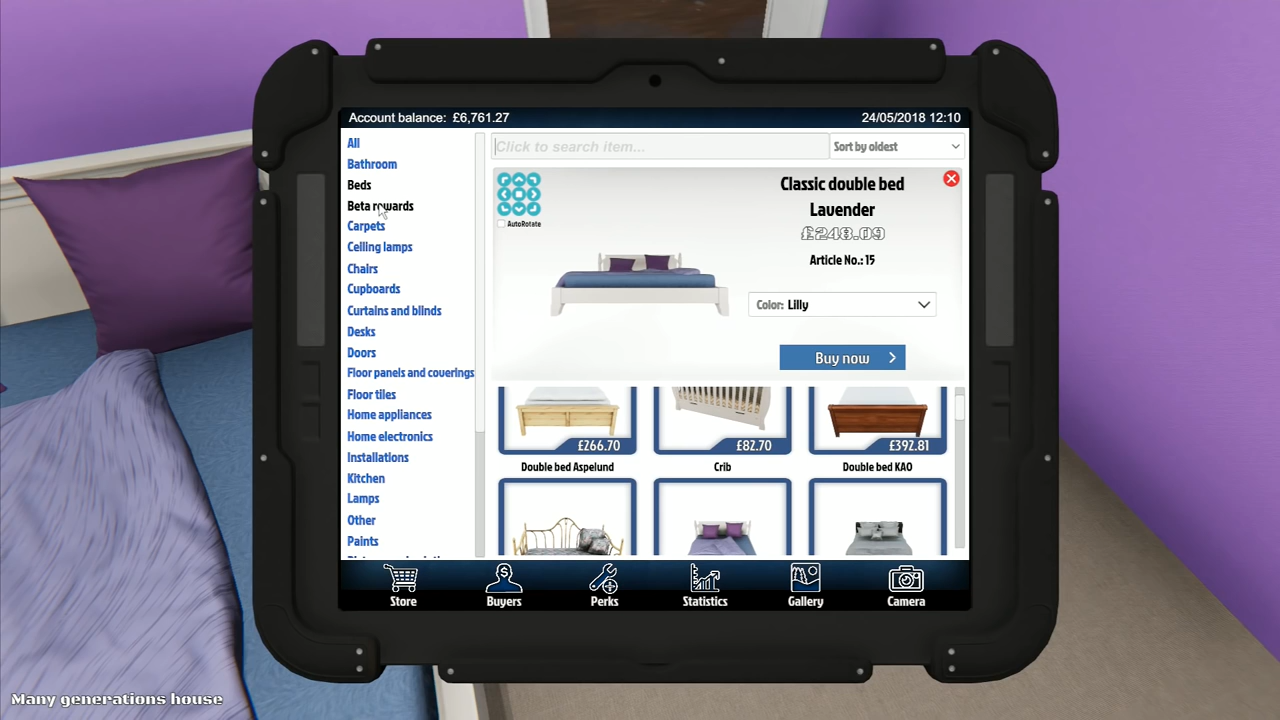 Account balance: £6,761.27
24/05/2018 12:10
All
Bathroom
Beds
Beta rewards
Carpets
Ceiling lamps
Chairs
Cupboards
Curtains and blinds
Desks
Doors
Floor panels and coverings
Floor tiles
Home appliances
Home electronics
Installations
Kitchen
Lamps
Other
Paints
Click to search item...
Sort by oldest
AutoRotate
Classic double bed
Lavender
£248.09
Article No.: 15
Color: Lilly
Buy now
£266.70
£82.70
£392.81
Double bed Aspelund
Crib
Double bed KAO
Store
Buyers
Perks
Statistics
Gallery
Camera
Many generations house